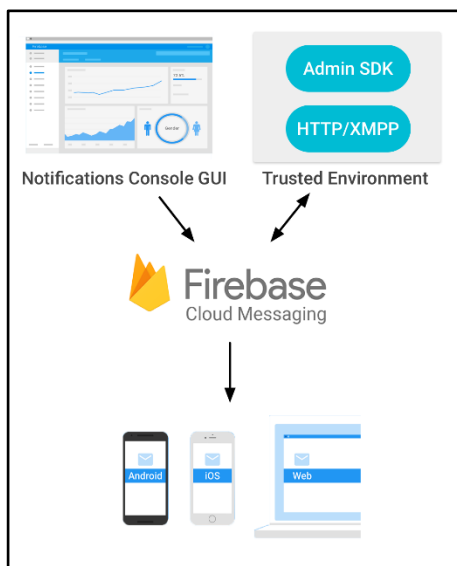 Admin SDK
HTTP/XMPP
Notifications Console GUI
Trusted Environment
Firebase
Cloud Messaging
Android
iOS
Web